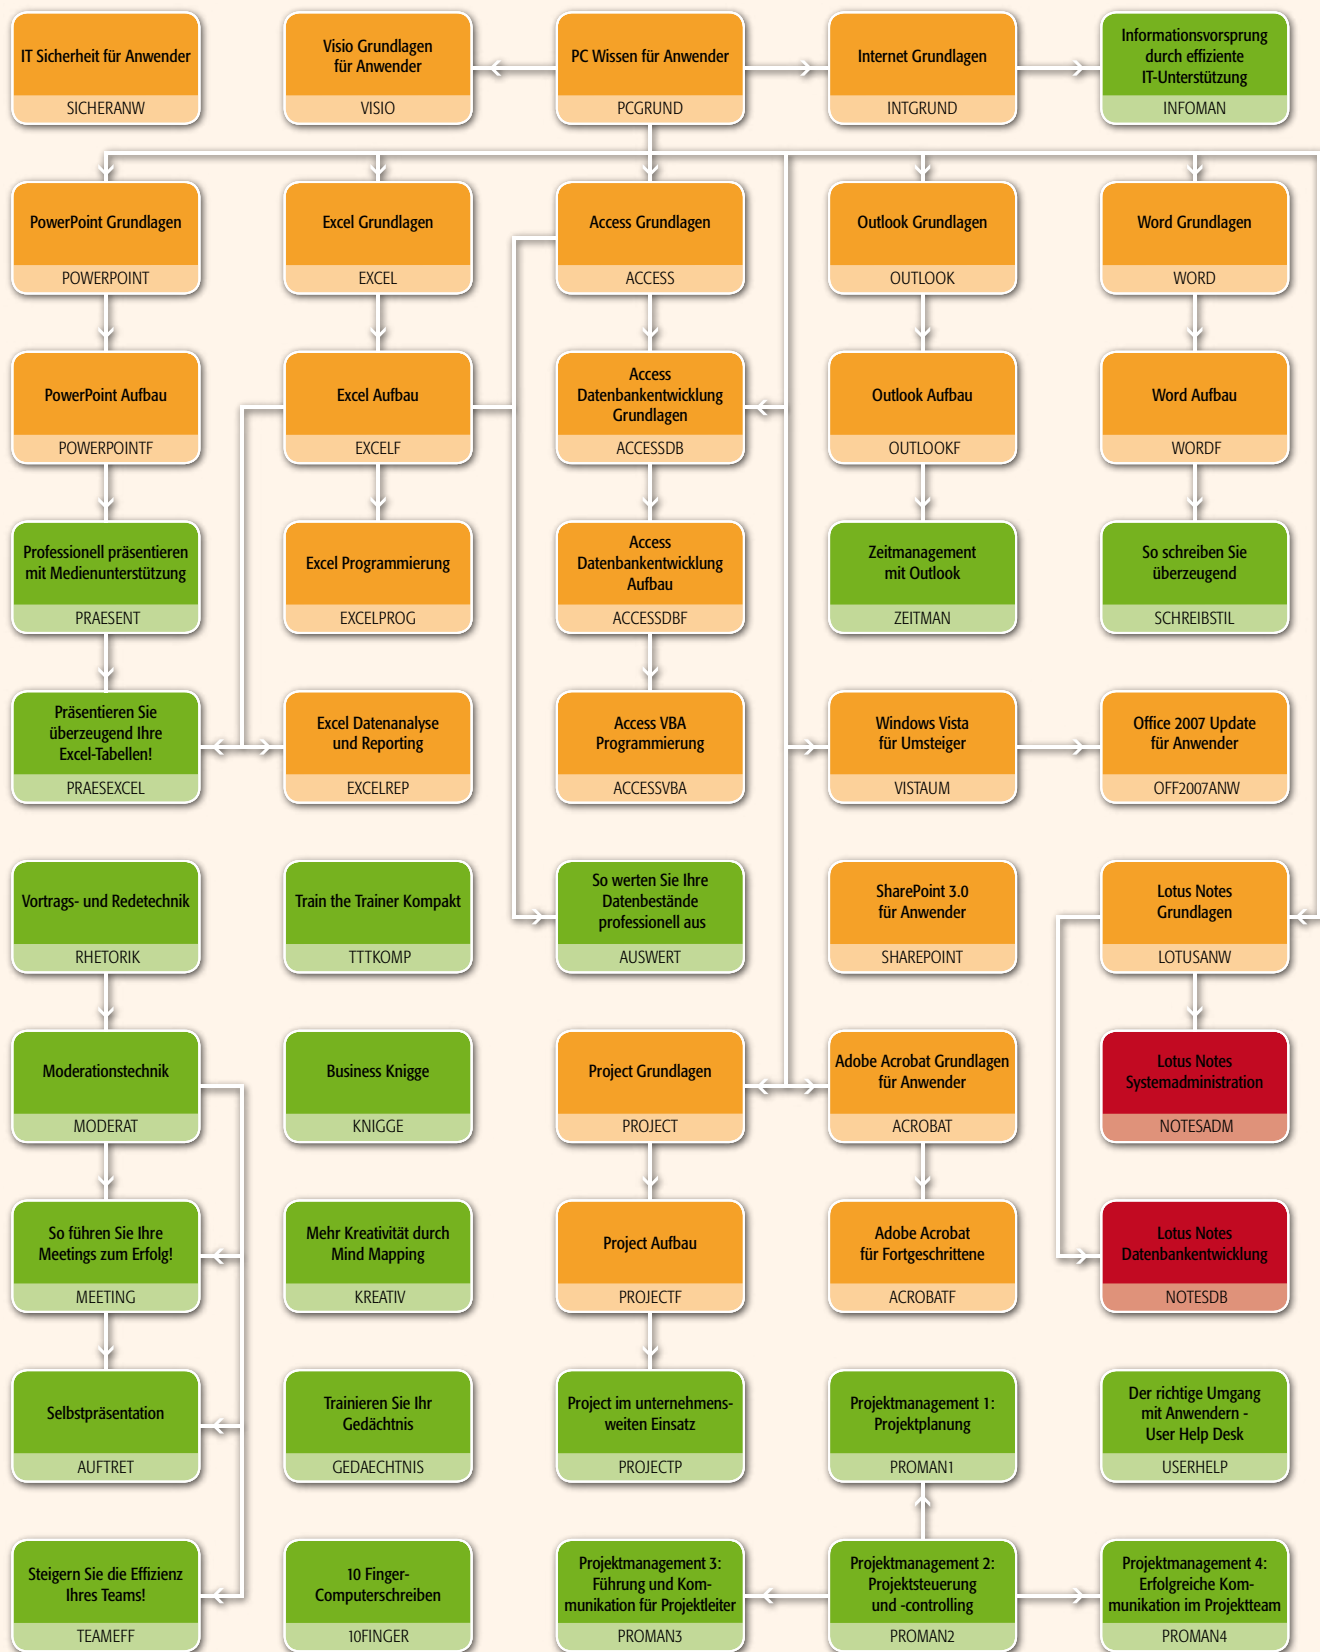 IT Sicherheit für Anwender
SICHERANW
Visio Grundlagen
für Anwender
VISIO
PC Wissen für Anwender
PCGRUND
Internet Grundlagen
INTGRUND
Informationsvorsprung
durch effiziente
IT-Unterstützung
INFOMAN
PowerPoint Grundlagen
POWERPOINT
Excel Grundlagen
EXCEL
Access Grundlagen
ACCESS
Outlook Grundlagen
OUTLOOK
Word Grundlagen
WORD
PowerPoint Aufbau
POWERPOINTF
Excel Aufbau
EXCELF
Access
Datenbankentwicklung
Grundlagen
ACCESSDB
Outlook Aufbau
OUTLOOKF
Word Aufbau
WORDF
Professionell präsentieren
mit Medienunterstützung
PRAESENT
Excel Programmierung
EXCELPROG
Access
Datenbankentwicklung
Aufbau
ACCESSDBF
Zeitmanagement
mit Outlook
ZEITMAN
So schreiben Sie
überzeugend
SCHREIBSTIL
Präsentieren Sie
überzeugend Ihre
Excel-Tabellen!
PRAESEXCEL
Excel Datenanalyse
und Reporting
EXCELREP
Access VBA
Programmierung
ACCESSVBA
Windows Vista
für Umsteiger
VISTAUM
Office 2007 Update
für Anwender
OFF2007ANW
Vortrags- und Redetechnik
RHETORIK
Train the Trainer Kompakt
TTTKOMP
So werten Sie Ihre
Datenbestände
professionell aus
AUSWERT
SharePoint 3.0
für Anwender
SHAREPOINT
Lotus Notes
Grundlagen
LOTUSANW
Moderationstechnik
MODERAT
Business Knigge
KNIGGE
Project Grundlagen
PROJECT
Adobe Acrobat Grundlagen
für Anwender
ACROBAT
Lotus Notes
Systemadministration
NOTESADM
So führen Sie Ihre
Meetings zum Erfolg!
MEETING
Mehr Kreativität durch
Mind Mapping
KREATIV
Project Aufbau
PROJECTF
Adobe Acrobat
für Fortgeschrittene
ACROBATF
Lotus Notes
Datenbankentwicklung
NOTESDB
Selbstpräsentation
AUFTRET
Trainieren Sie Ihr
Gedächtnis
GEDAECHTNIS
Project im unternehmens-
weiten Einsatz
PROJECTP
Projektmanagement 1:
Projektplanung
PROMAN1
Der richtige Umgang
mit Anwendern -
User Help Desk
USERHELP
Steigern Sie die Effizienz
Ihres Teams!
TEAMEFF
10 Finger-
Computerschreiben
10FINGER
Projektmanagement 3:
Führung und Kom-
munikation für Projektleiter
PROMAN3
Projektmanagement 2:
Projektsteuerung
und -controlling
PROMAN2
Projektmanagement 4:
Erfolgreiche Kom-
munikation im Projektteam
PROMAN4